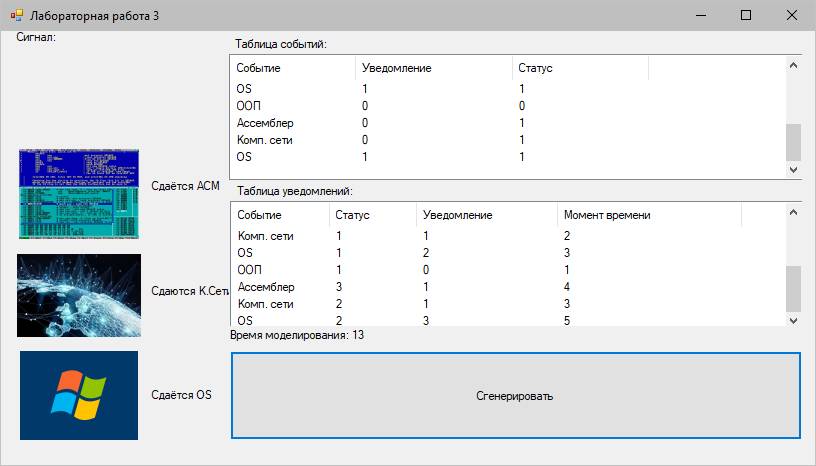 Лабораторная работа 3
Сигнал:
Таблица событий:
Событие Уведомление Статус
OS 1 1
ООП 0 0
Ассемблер 0 1
Комп. сети 0 1
OS 1 1
Сдаётся ACM
Таблица уведомлений:
Событие Статус Уведомление Момент времени
Комп. сети 1 1 2
OS 1 2 3
ООП 1 0 1
Ассемблер 3 1 4
Комп. сети 2 1 3
OS 2 3 5
Сдаются К.Сети
Время моделирования: 13
Сдаётся OS
Сгенерировать